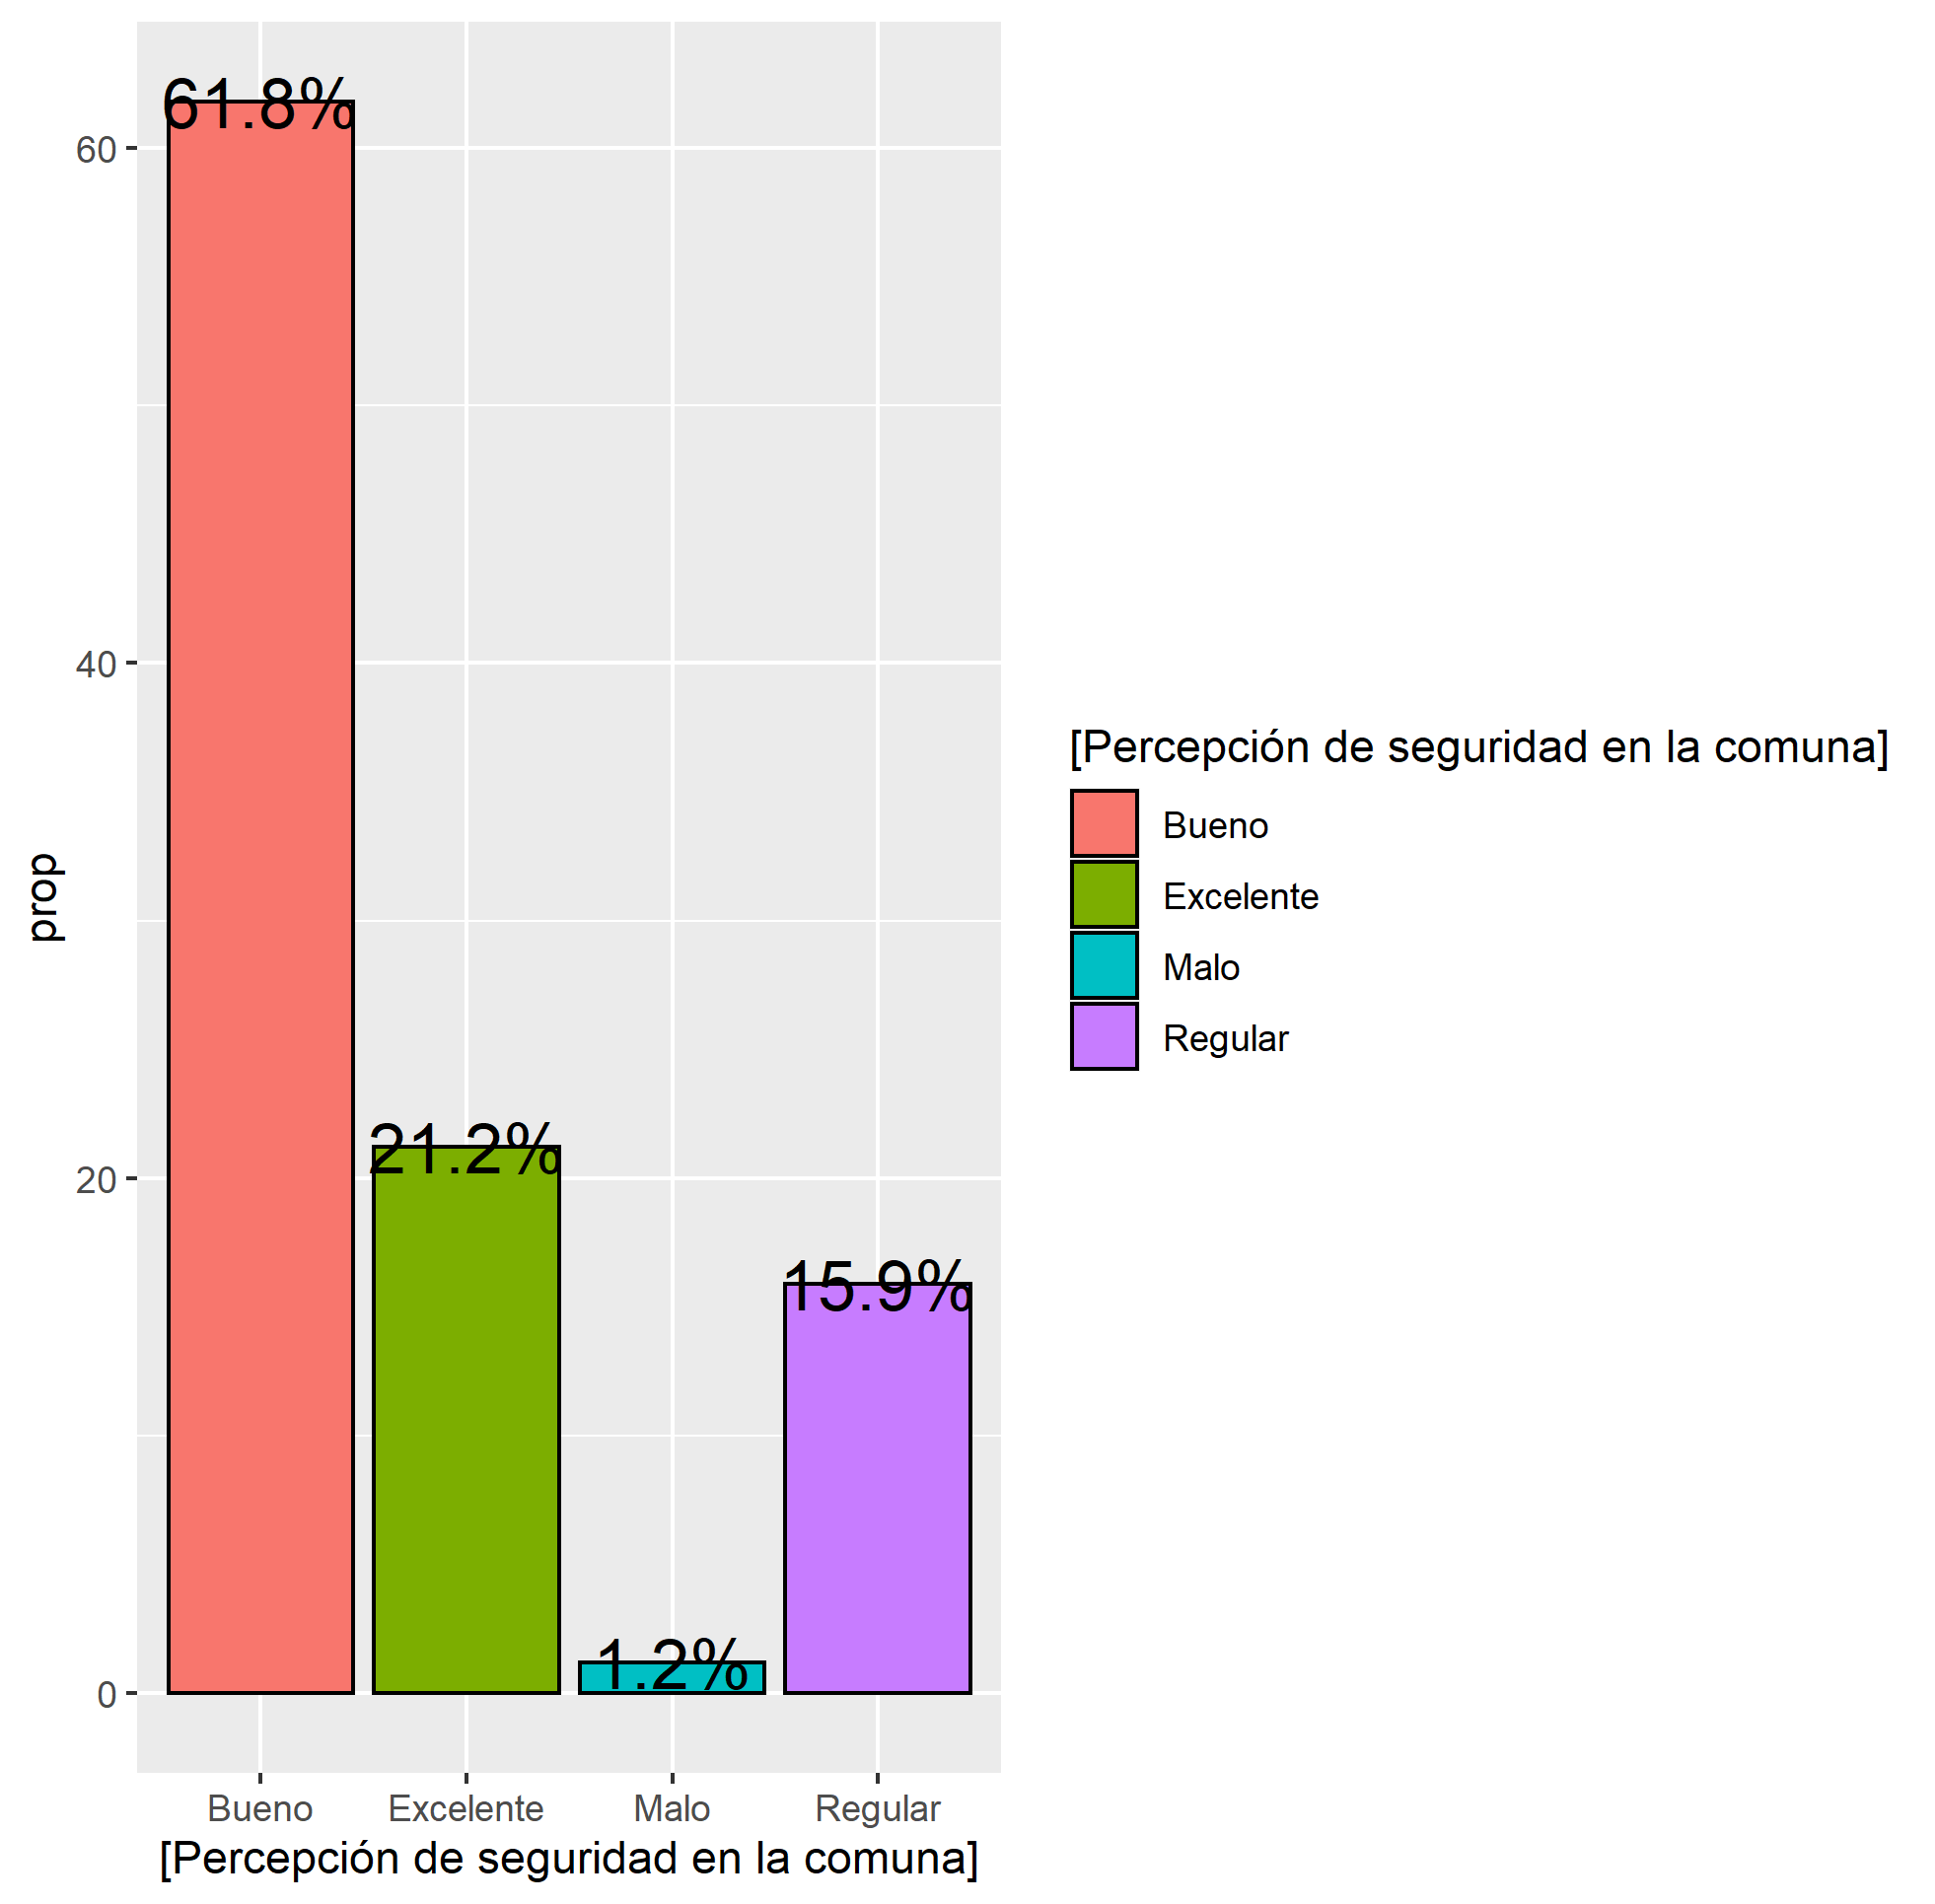 61.8%
60
40
[Percepción de seguridad en la comuna]
Bueno
prop
Excelente
Malo
Regular
21.2%
20
15.9%
1.2%
0
Bueno Excelente Malo Regular
[Percepción de seguridad en la comuna]